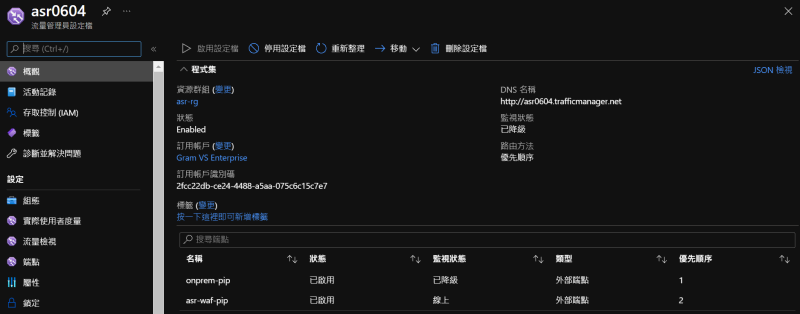 asr0604
流量管理員設定檔
搜尋 (Ctrl+/)
概觀
活動記錄
存取控制 (IAM)
標籤
診斷並解決問題
設定
組態
實際使用者度量
流量檢視
端點
屬性
鎖定
啟用設定檔 停用設定檔 重新整理 移動 刪除設定檔
程式集 JSON 檢視
資源群組 (變更)
asr-rg
狀態
Enabled
訂用帳戶 (變更)
Gram VS Enterprise
訂用帳戶識別碼
2fcc22db-ce24-4488-a5aa-075c6c15c7e7
DNS 名稱
http://asr0604.trafficmanager.net
監視狀態
已降級
路由方法
優先順序
標籤 (變更)
按一下這裡即可新增標籤
搜尋端點
名稱 狀態 監視狀態 類型 優先順序
onprem-pip 已啟用 已降級 外部端點 1
asr-waf-pip 已啟用 線上 外部端點 2